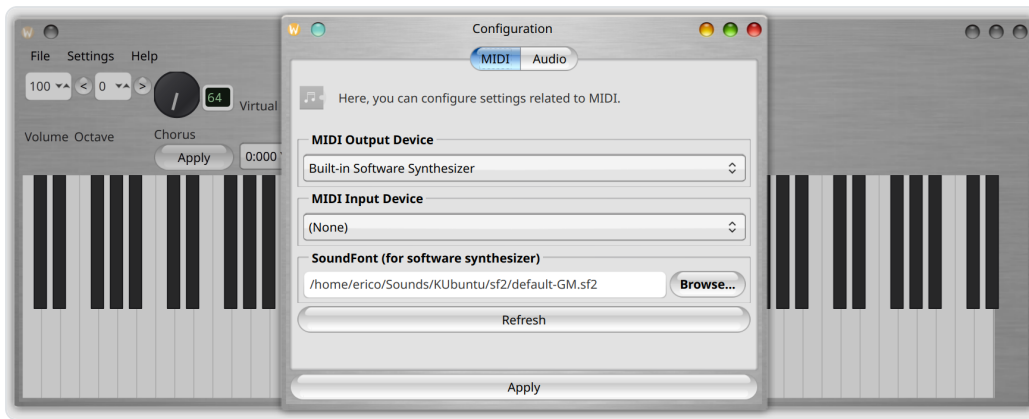 File Settings Help
100 < 0 >
64
Virtual
Volume Octave
Chorus
Apply
0:000
Configuration
MIDI Audio
Here, you can configure settings related to MIDI.
MIDI Output Device
Built-in Software Synthesizer
MIDI Input Device
(None)
SoundFont (for software synthesizer)
/home/erico/Sounds/KUbuntu/sf2/default-GM.sf2
Browse...
Refresh
Apply